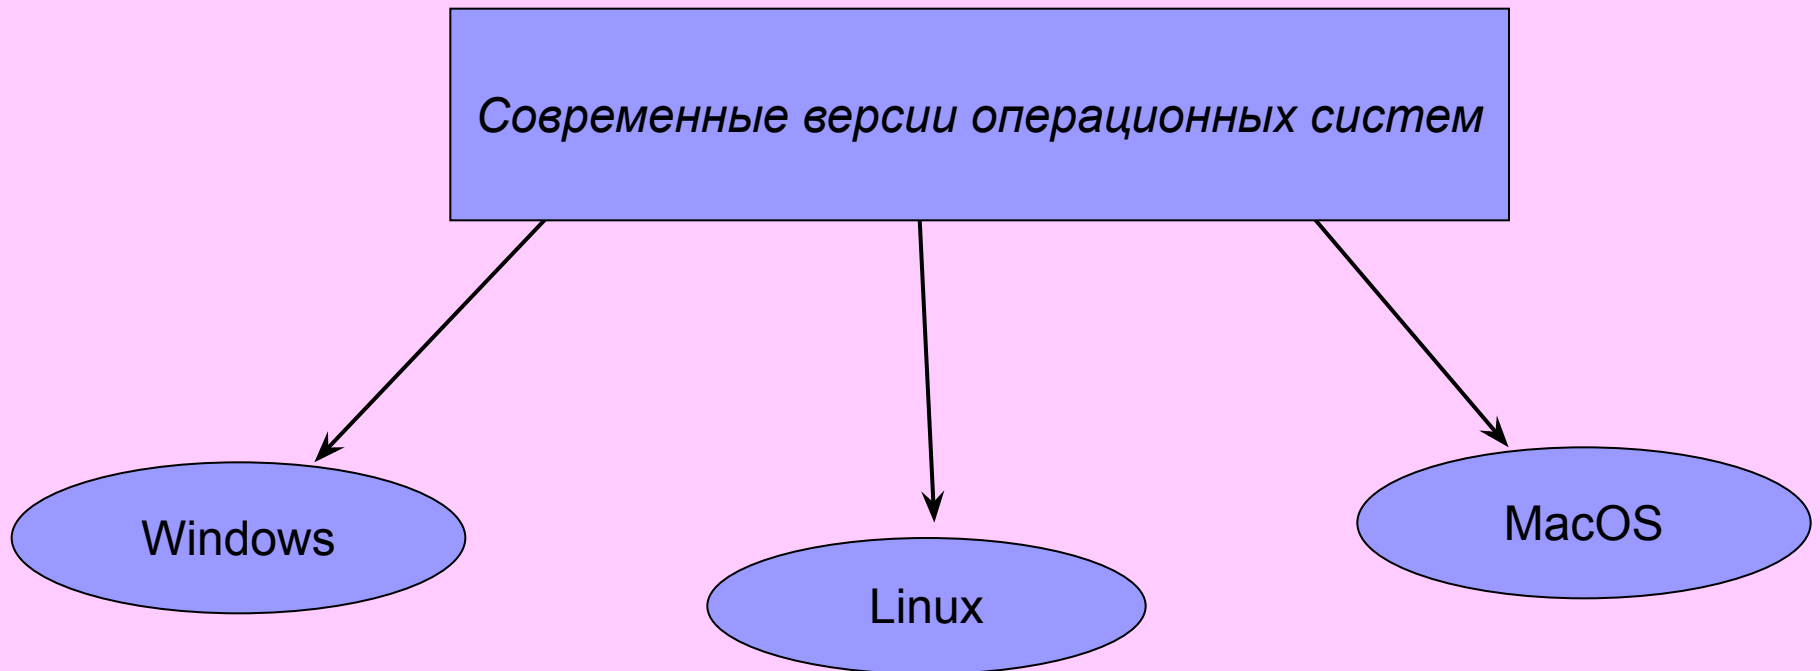 Современные версии операционных систем
Windows
Linux
MacOS